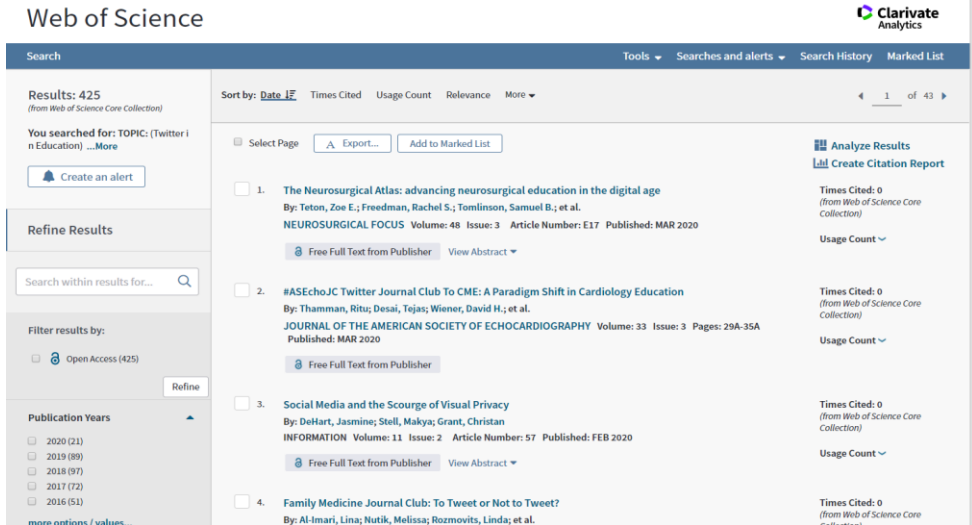 Web of Science
Clarivate
Analytics
Search
Tools
Searches and alerts
Search History
Marked List
Results: 425
(from Web of Science Core Collection)
You searched for: TOPIC: (Twitter i
n Education) ...More
Create an alert
Refine Results
Search within results for...
Filter results by:
Open Access (425)
Refine
Publication Years
2020 (21)
2019 (89)
2018 (97)
2017 (72)
2016 (51)
more options / values...
Sort by: Date Times Cited Usage Count Relevance More
1 of 43
Select Page
Export...
Add to Marked List
Analyze Results
Create Citation Report
1. The Neurosurgical Atlas: advancing neurosurgical education in the digital age
By: Teton, Zoe E.; Freedman, Rachel S.; Tomlinson, Samuel B.; et al.
NEUROSURGICAL FOCUS Volume: 48 Issue: 3 Article Number: E17 Published: MAR 2020
Free Full Text from Publisher View Abstract
Times Cited: 0
(from Web of Science Core
Collection)
Usage Count
2. #ASEchoJC Twitter Journal Club To CME: A Paradigm Shift in Cardiology Education
By: Thamman, Ritu; Desai, Tejas; Wiener, David H.; et al.
JOURNAL OF THE AMERICAN SOCIETY OF ECHOCARDIOGRAPHY Volume: 33 Issue: 3 Pages: 29A-35A
Published: MAR 2020
Free Full Text from Publisher
Times Cited: 0
(from Web of Science Core
Collection)
Usage Count
3. Social Media and the Scourge of Visual Privacy
By: DeHart, Jasmine; Stell, Makya; Grant, Christan
INFORMATION Volume: 11 Issue: 2 Article Number: 57 Published: FEB 2020
Free Full Text from Publisher View Abstract
Times Cited: 0
(from Web of Science Core
Collection)
Usage Count
4. Family Medicine Journal Club: To Tweet or Not to Tweet?
By: Al-Imari, Lina; Nutik, Melissa; Rozmovits, Linda; et al.
Times Cited: 0
(from Web of Science Core
Collection)